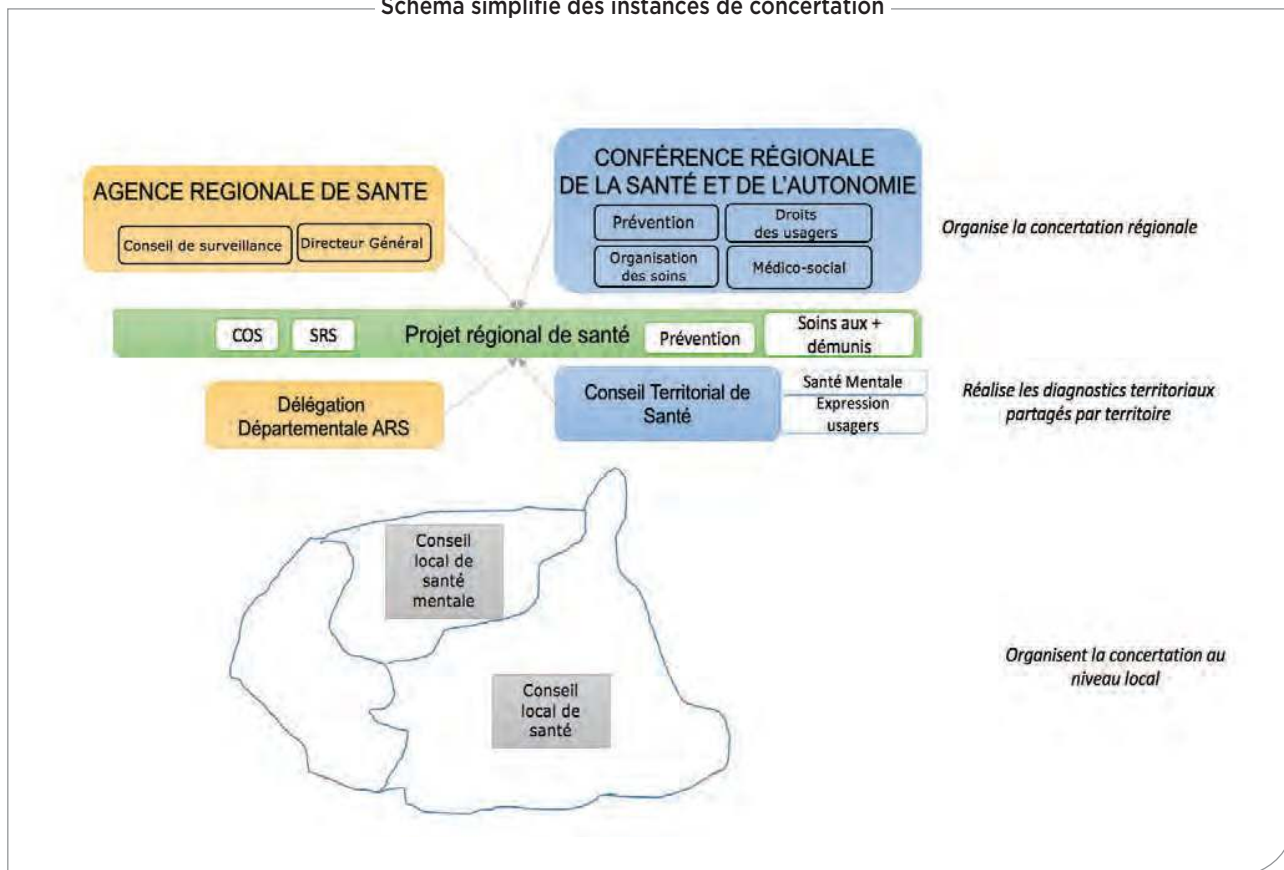 Schéma simplifié des instances de concertation
AGENCE REGIONALE DE SANTE
Conseil de surveillance
Directeur Général
CONFÉRENCE RÉGIONALE
DE LA SANTÉ ET DE L'AUTONOMIE
Prévention
Droits
des usagers
Organisation
des soins
Médico-social
Organise la concertation régionale
COS
SRS
Projet régional de santé
Prévention
Soins aux +
démunis
Délégation
Départementale ARS
Conseil Territorial de
Santé
Santé Mentale
Expression
usagers
Réalise les diagnostics territoriaux
partagés par territoire
Conseil
local de
santé
mentale
Conseil
local de
santé
Organisent la concertation au
niveau local